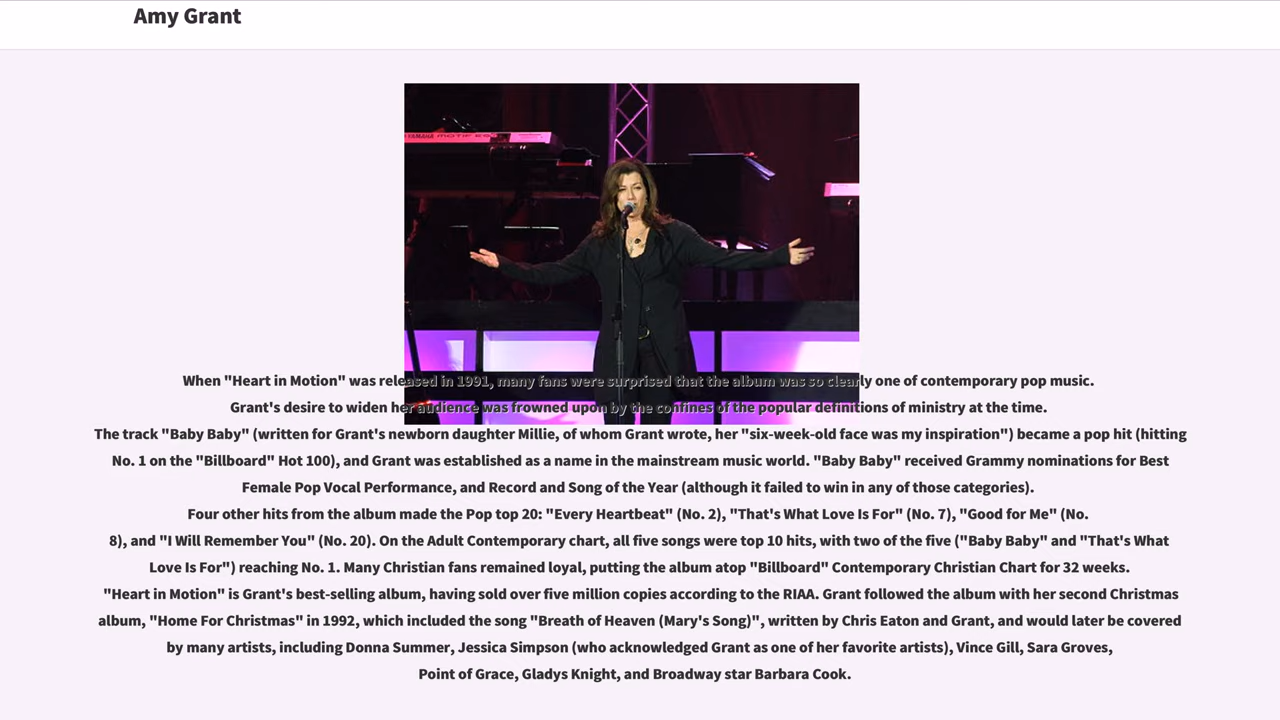 Amy Grant
YAMAHA MOTIF ES
When "Heart in Motion" was released in 1991, many fans were surprised that the album was so clearly one of contemporary pop music.
Grant's desire to widen her audience was frowned upon by the confines of the popular definitions of ministry at the time.
The track "Baby Baby" (written for Grant's newborn daughter Millie, of whom Grant wrote, her "six-week-old face was my inspiration") became a pop hit (hitting
No. 1 on the "Billboard" Hot 100), and Grant was established as a name in the mainstream music world. "Baby Baby" received Grammy nominations for Best
Female Pop Vocal Performance, and Record and Song of the Year (although it failed to win in any of those categories).
Four other hits from the album made the Pop top 20: "Every Heartbeat" (No. 2), "That's What Love Is For" (No. 7), "Good for Me" (No.
8), and "I Will Remember You" (No. 20). On the Adult Contemporary chart, all five songs were top 10 hits, with two of the five ("Baby Baby" and "That's What
Love Is For") reaching No. 1. Many Christian fans remained loyal, putting the album atop "Billboard" Contemporary Christian Chart for 32 weeks.
"Heart in Motion" is Grant's best-selling album, having sold over five million copies according to the RIAA. Grant followed the album with her second Christmas
album, "Home For Christmas" in 1992, which included the song "Breath of Heaven (Mary's Song)", written by Chris Eaton and Grant, and would later be covered
by many artists, including Donna Summer, Jessica Simpson (who acknowledged Grant as one of her favorite artists), Vince Gill, Sara Groves,
Point of Grace, Gladys Knight, and Broadway star Barbara Cook.